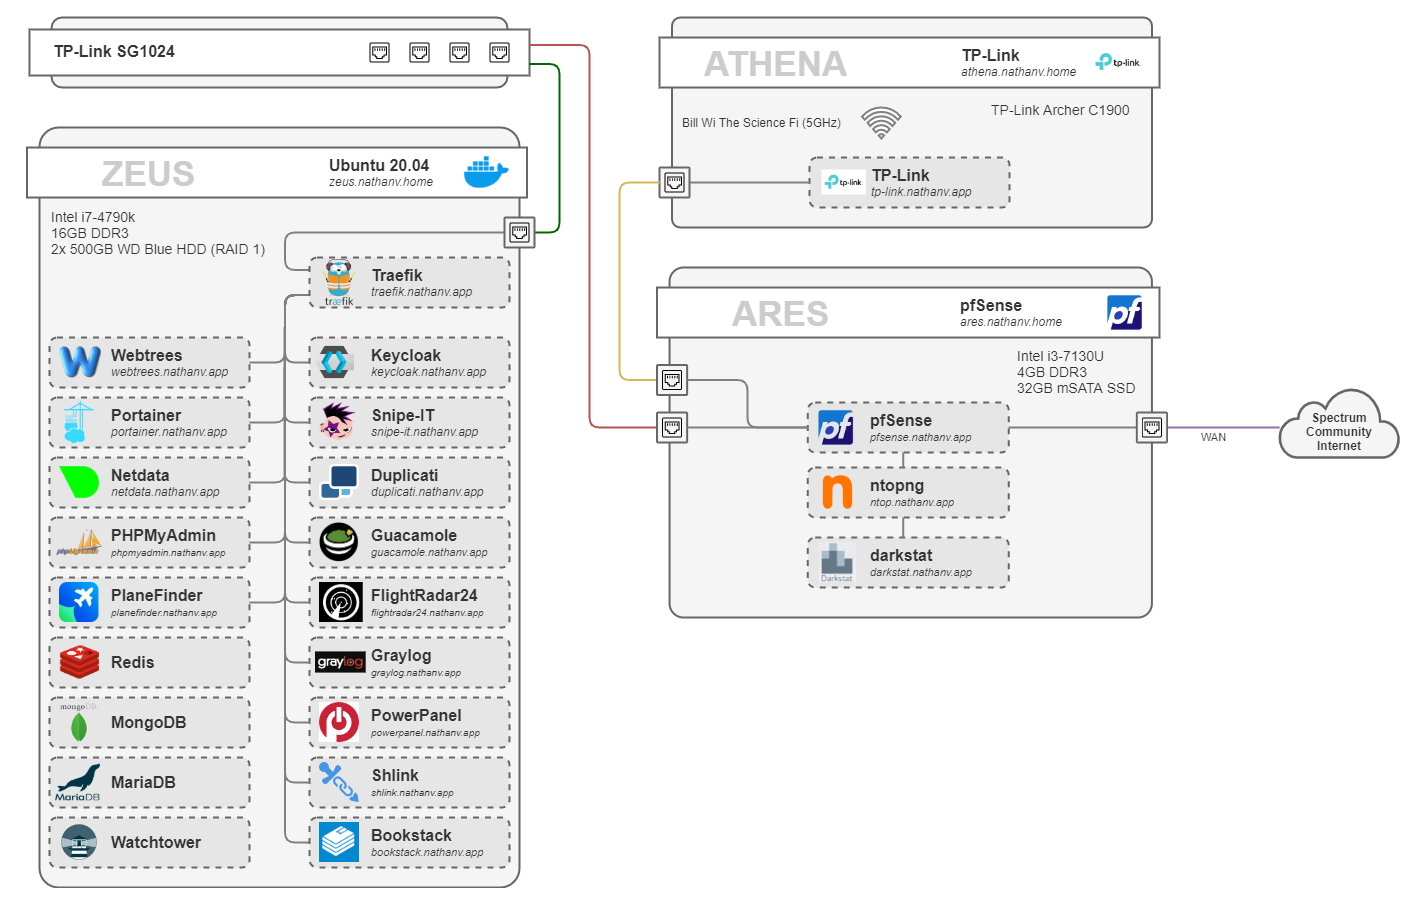 TP-Link SG1024
ZEUS
Ubuntu 20.04
zeus.nathanv.home
Intel i7-4790k
16GB DDR3
2x 500GB WD Blue HDD (RAID 1)
træfik
Traefik
traefik.nathanv.app
Webtrees
webtrees.nathanv.app
Keycloak
keycloak.nathanv.app
Portainer
portainer.nathanv.app
Snipe-IT
snipe-it.nathanv.app
Netdata
netdata.nathanv.app
Duplicati
duplicati.nathanv.app
PHPMyAdmin
phpmyadmin.nathanv.app
Guacamole
guacamole.nathanv.app
PlaneFinder
planefinder.nathanv.app
FlightRadar24
flightradar24.nathanv.app
Redis
graylog
Graylog
graylog.nathanv.app
mongoDB
MongoDB
PowerPanel
powerpanel.nathanv.app
MariaDB
MariaDB
Shlink
shlink.nathanv.app
Watchtower
Bookstack
bookstack.nathanv.app
ATHENA
TP-Link
athena.nathanv.home
tp-link
TP-Link Archer C1900
Bill Wi The Science Fi (5GHz)
tp-link
TP-Link
tp-link.nathanv.app
ARES
pfSense
ares.nathanv.home
pf
Intel i3-7130U
4GB DDR3
32GB mSATA SSD
pf
pfSense
pfsense.nathanv.app
n
ntopng
ntop.nathanv.app
Darkstat
darkstat
darkstat.nathanv.app
WAN
Spectrum
Community
Internet